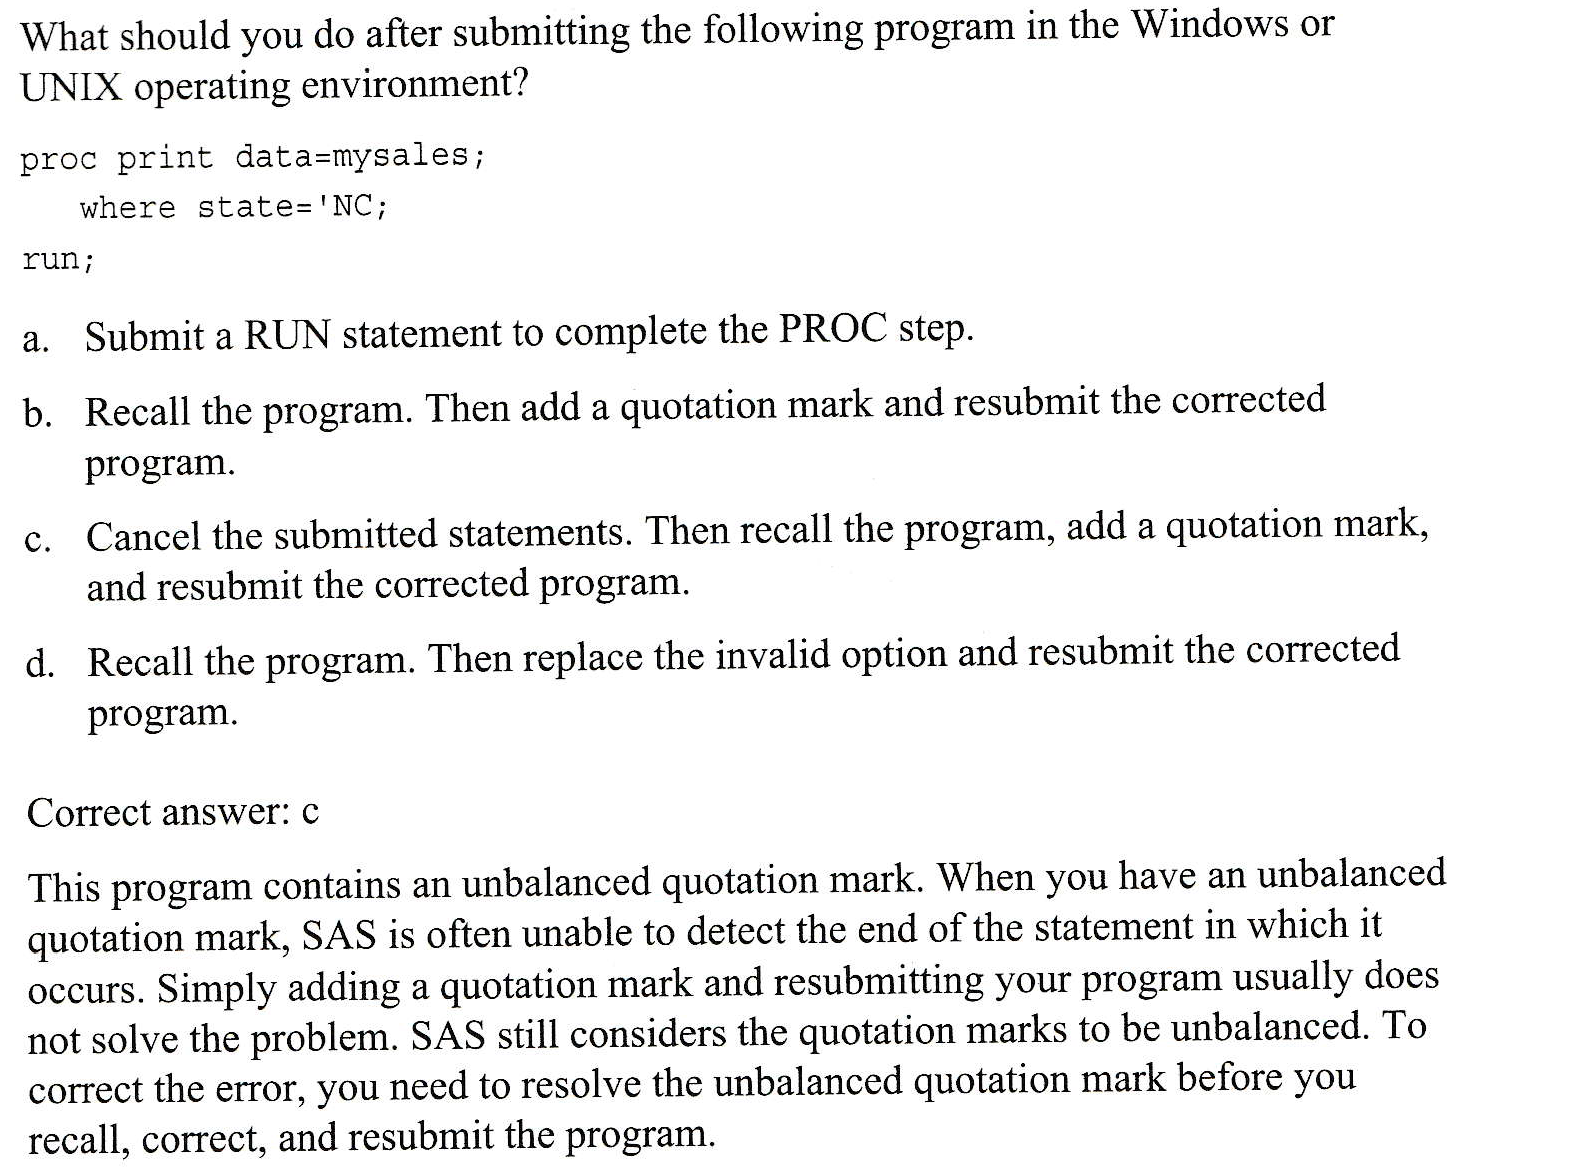 What should you do after submitting the following program in the Windows or
UNIX operating environment?
proc print data=mysales;
where state='NC;
run;
a. Submit a RUN statement to complete the PROC step.
b. Recall the program. Then add a quotation mark and resubmit the corrected
program.
c. Cancel the submitted statements. Then recall the program, add a quotation mark,
and resubmit the corrected program.
d. Recall the program. Then replace the invalid option and resubmit the corrected
program.
Correct answer: c
This program contains an unbalanced quotation mark. When you have an unbalanced
quotation mark, SAS is often unable to detect the end of the statement in which it
occurs. Simply adding a quotation mark and resubmitting your program usually does
not solve the problem. SAS still considers the quotation marks to be unbalanced. To
correct the error, you need to resolve the unbalanced quotation mark before you
recall, correct, and resubmit the program.